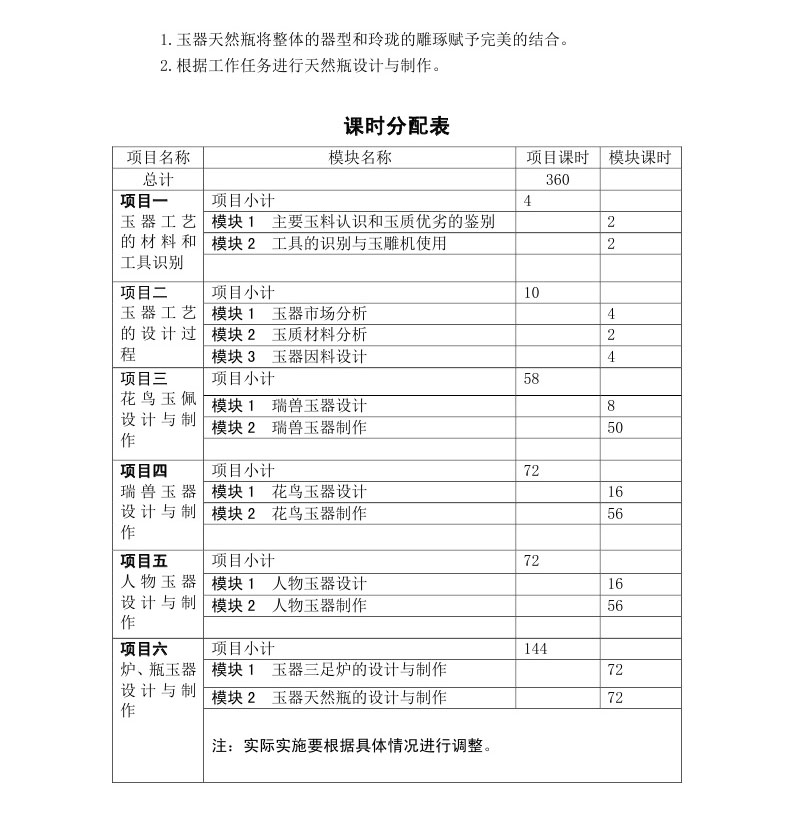 1.玉器天然瓶将整体的器型和玲珑的雕琢赋予完美的结合。
2.根据工作任务进行天然瓶设计与制作。
课时分配表
项目名称 模块名称 项目课时 模块课时
总计 360
项目一 项目小计 4
玉器工艺 模块1 主要玉料认识和玉质优劣的鉴别 2
的材料和 模块2 工具的识别与玉雕机使用 2
工具识别
项目二 项目小计 10
玉器工艺 模块1 玉器市场分析 4
的设计过 模块2 玉质材料分析 2
程 模块3 玉器因料设计 4
项目三 项目小计 58
花鸟玉佩 模块1 瑞兽玉器设计 8
设计与制 模块2 瑞兽玉器制作 50
作
项目四 项目小计 72
瑞兽玉器 模块1 花鸟玉器设计 16
设计与制 模块2 花鸟玉器制作 56
作
项目五 项目小计 72
人物玉器 模块1 人物玉器设计 16
设计与制 模块2 人物玉器制作 56
作
项目六 项目小计 144
炉、瓶玉器 模块1 玉器三足炉的设计与制作 72
设计与制 模块2 玉器天然瓶的设计与制作 72
作
注：实际实施要根据具体情况进行调整。